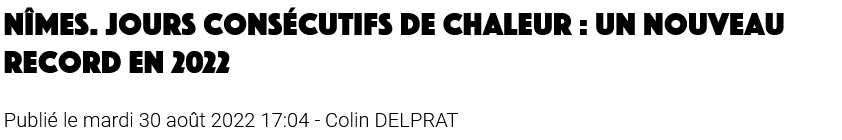 NÎMES. JOURS CONSÉCUTIFS DE CHALEUR : UN NOUVEAU
RECORD EN 2022
Publié le mardi 30 août 2022 17:04 - Colin DELPRAT